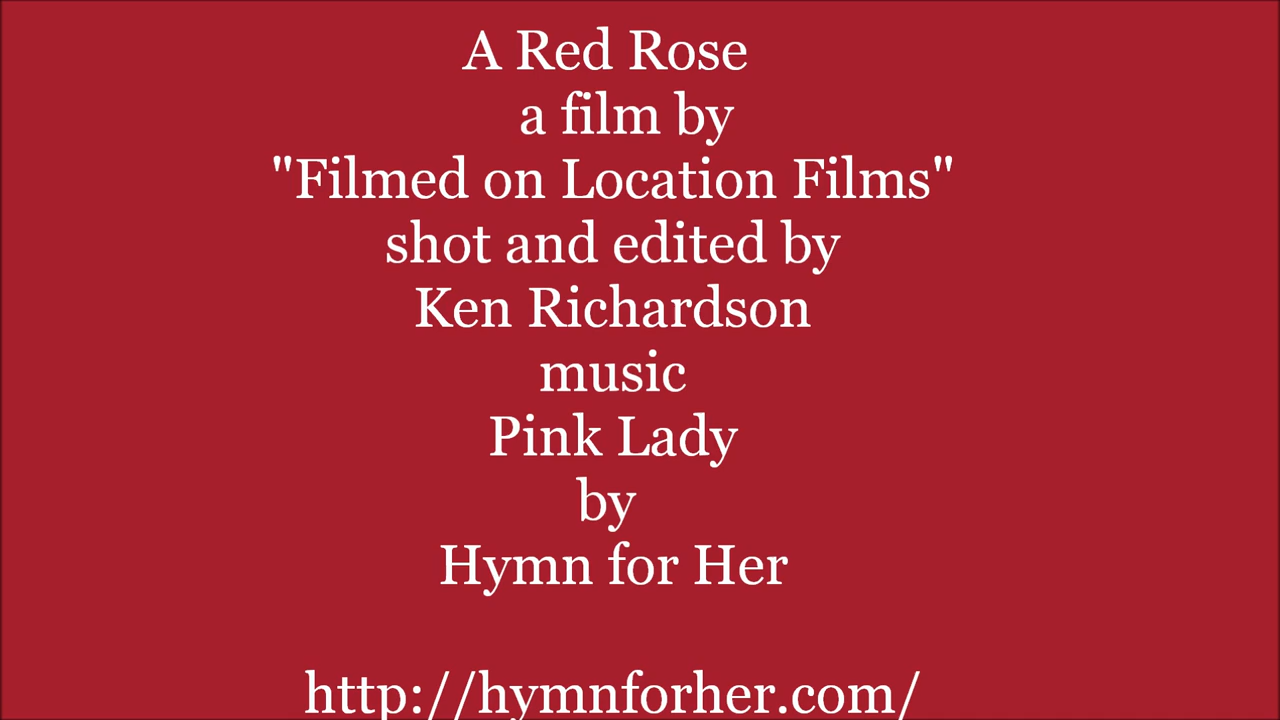 A Red Rose
a film by
"Filmed on Location Films"
shot and edited by
Ken Richardson
music
Pink Lady
by
Hymn for Her
http://hymnforher.com/